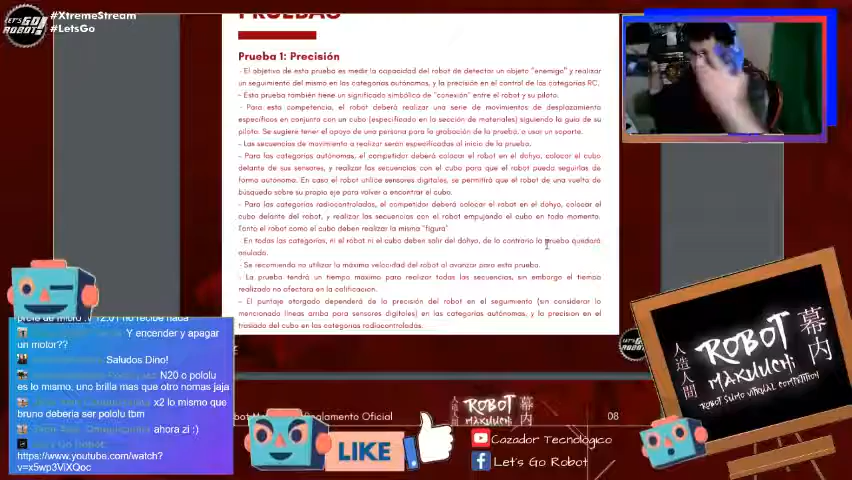 #XtremeStream
#LetsGo
LET'S GO! ROBOT!
PRUEBAS
Prueba 1: Precisión
- El objetivo de esta prueba es medir la capacidad del robot de detectar un objeto "enemigo" y realizar
un seguimiento del mismo en las categorías autónomas, y la precisión en el control de las categorías RC.
- Esta prueba también tiene un significado simbólico de "conexión" entre el robot y su piloto.
- Para esta competencia, el robot deberá realizar una serie de movimientos de desplazamiento
específicos en conjunto con un cubo (especificado en la sección de materiales) siguiendo la guía de su
piloto. Se sugiere tener el apoyo de una persona para la grabación de la prueba, o usar un soporte.
- Las secuencias de movimiento a realizar serán especificadas al inicio de la prueba.
- Para las categorías autónomas, el competidor deberá colocar el robot en el dohyo, colocar el cubo
delante de sus sensores, y realizar las secuencias con el cubo para que el robot pueda seguirlas de
forma autónoma. En caso el robot utilice sensores digitales, se permitirá que el robot de una vuelta de
búsqueda sobre su propio eje para volver a encontrar el cubo.
- Para las categorías radiocontroladas, el competidor deberá colocar el robot en el dohyo, colocar el
cubo delante del robot, y realizar las secuencias con el robot empujando el cubo en todo momento.
Tanto el robot como el cubo deben realizar la misma "figura"
- En todas las categorías, ni el robot ni el cubo deben salir del dohyo, de lo contrario la prueba quedará
anulada.
- Se recomienda no utilizar la máxima velocidad del robot al avanzar para esta prueba.
- La prueba tendrá un tiempo máximo para realizar todas las secuencias, sin embargo el tiempo
realizado no afectara en la calificación.
- El puntaje otorgado dependerá de la precisión del robot en el seguimiento (sin considerar lo
mencionado líneas arriba para sensores digitales) en las categorías autónomas, y la precision en el
traslado del cubo en las categorías radiocontroladas.
Y encender y apagar
un motor??
Saludos Dino!
N20 o pololu
es lo mismo, uno brilla mas que otro nomas jaja
x2 lo mismo que
bruno deberia ser pololu tbm
ahora zi :)
https://www.youtube.com/watch?
v=x5wp3ViXQoc
Reglamento Oficial
ROBOT
幕内
人造人間
08
LIKE
Cazador Tecnológico
Let's Go Robot
人造人間
ROBOT
MAKUUCHI
幕内
ROBOT SUMO VIRTUAL COMPETITION